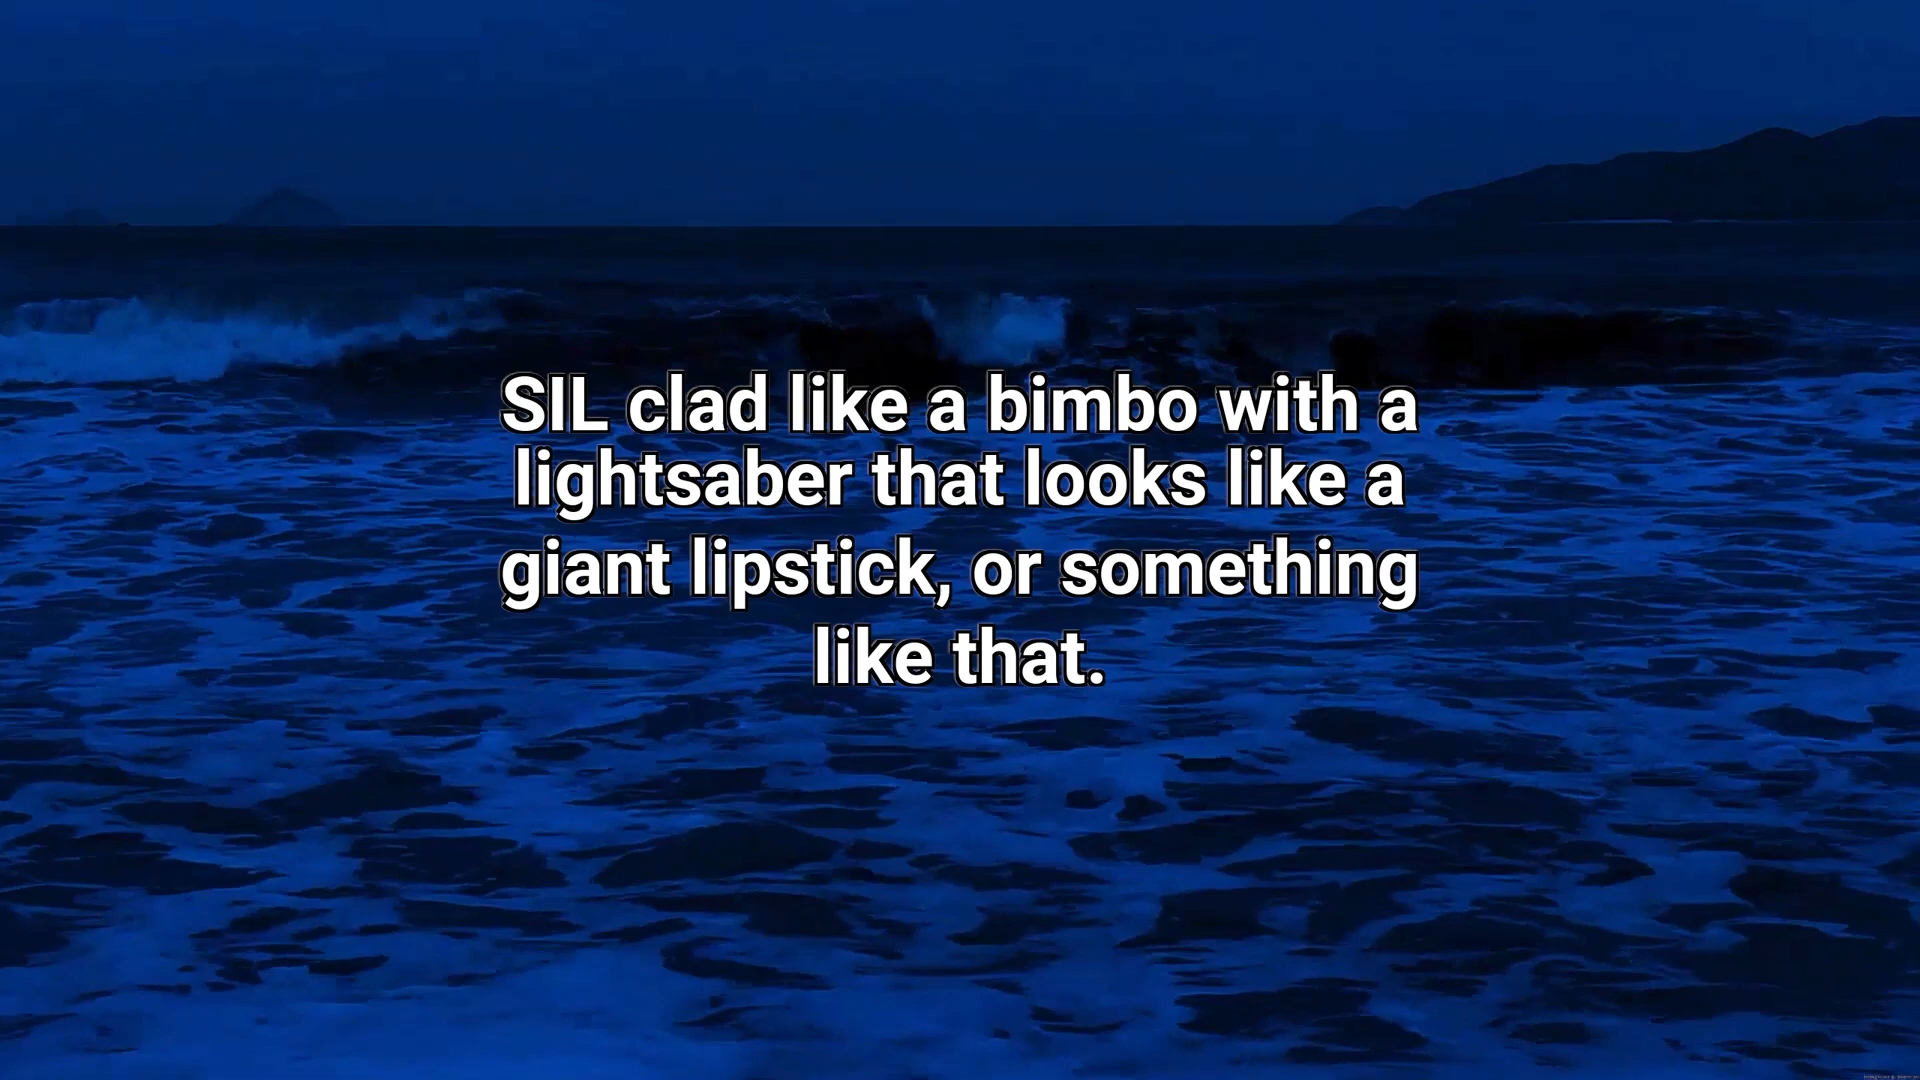 SIL clad like a bimbo with a
lightsaber that looks like a
giant lipstick, or something
like that.